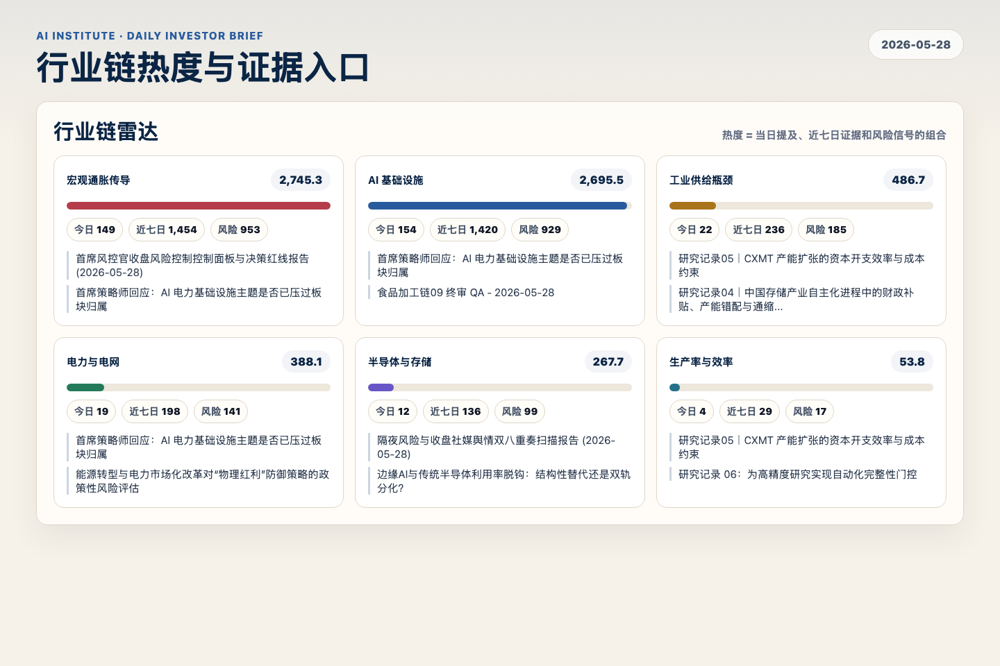 AI INSTITUTE · DAILY INVESTOR BRIEF
2026-05-28
行业链热度与证据入口
行业链雷达
热度 = 当日提及、近七日证据和风险信号的组合
宏观通胀传导
2,745.3
今日 149
近七日 1,454
风险 953
首席风控官收盘风险控制控制面板与决策红线报告
(2026-05-28)
首席策略师回应：AI 电力基础设施主题是否已压过板
块归属
AI 基础设施
2,695.5
今日 154
近七日 1,420
风险 929
首席策略师回应：AI 电力基础设施主题是否已压过板
块归属
食品加工链09 终审 QA - 2026-05-28
工业供给瓶颈
486.7
今日 22
近七日 236
风险 185
研究记录05｜CXMT 产能扩张的资本开支效率与成本
约束
研究记录04｜中国存储产业自主化进程中的财政补
贴、产能错配与通缩...
电力与电网
388.1
今日 19
近七日 198
风险 141
首席策略师回应：AI 电力基础设施主题是否已压过板
块归属
能源转型与电力市场化改革对“物理红利”防御策略的政
策性风险评估
半导体与存储
267.7
今日 12
近七日 136
风险 99
隔夜风险与收盘社媒舆情双八重奏扫描报告 (2026-
05-28)
边缘AI与传统半导体利用率脱钩：结构性替代还是双轨
分化？
生产率与效率
53.8
今日 4
近七日 29
风险 17
研究记录05｜CXMT 产能扩张的资本开支效率与成本
约束
研究记录 06：为高精度研究实现自动化完整性门控